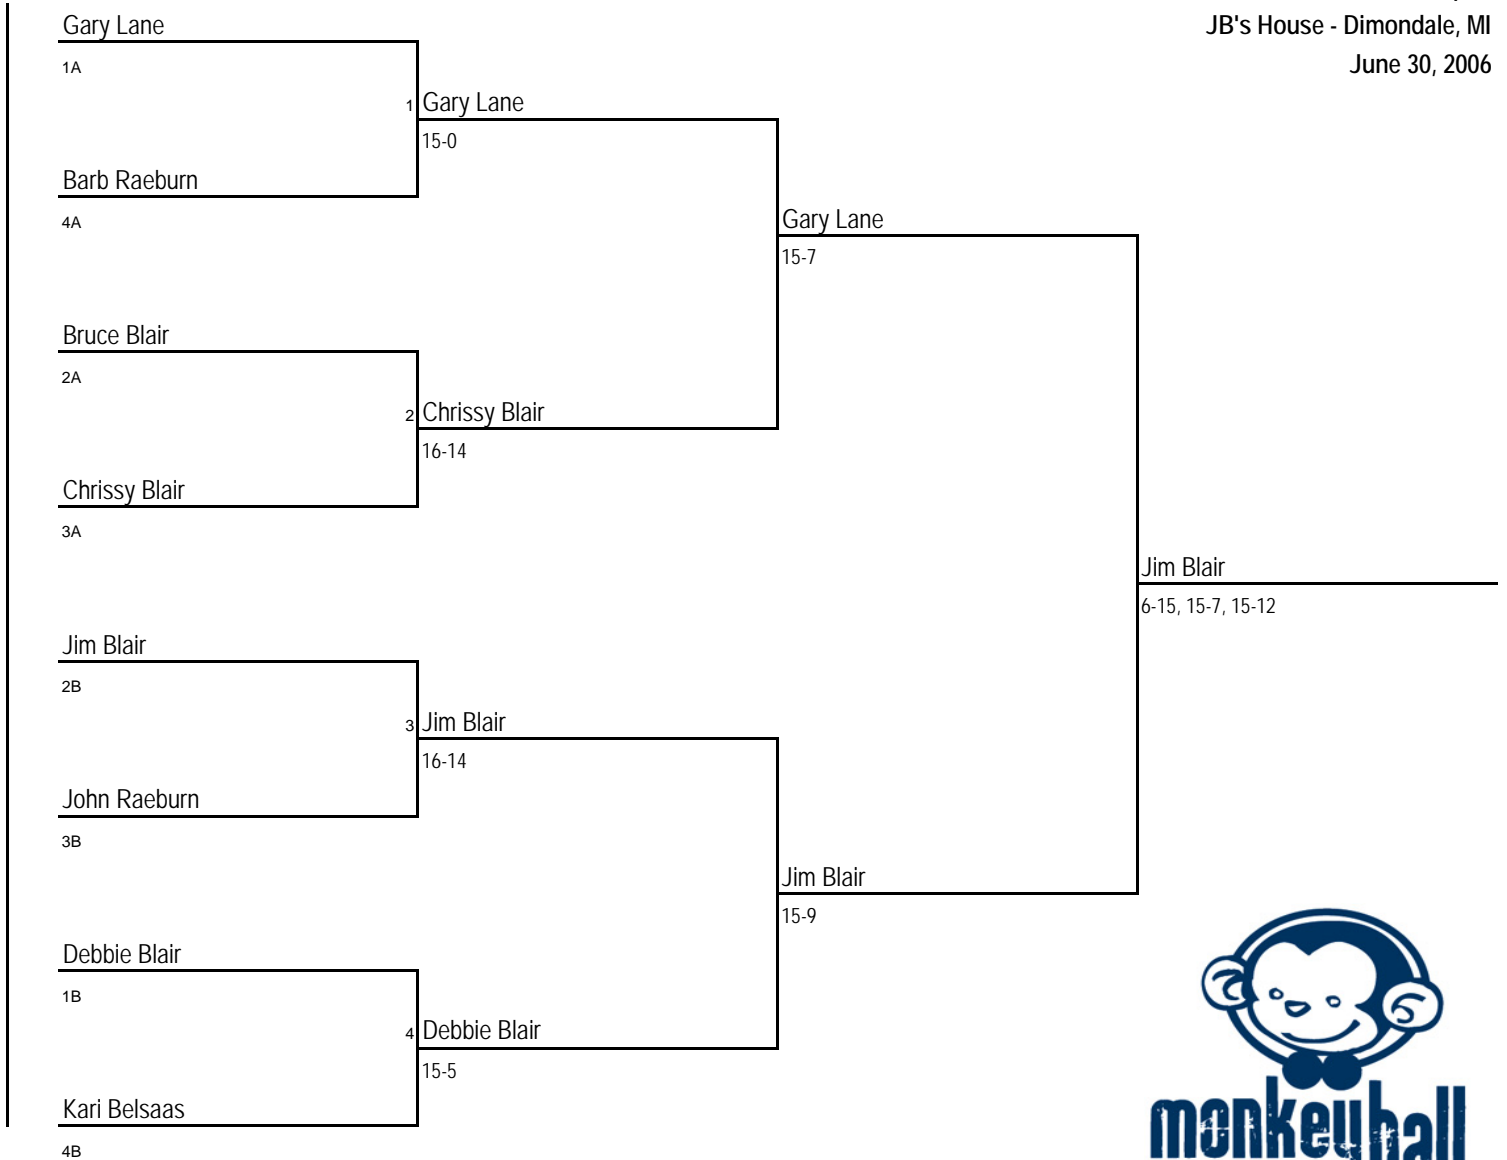 JB's House - Dimondale, MI
June 30, 2006
Gary Lane
1A
1 Gary Lane
15-0
Barb Raeburn
4A
Gary Lane
15-7
Bruce Blair
2A
2 Chrissy Blair
16-14
Chrissy Blair
3A
Jim Blair
6-15, 15-7, 15-12
Jim Blair
2B
3 Jim Blair
16-14
John Raeburn
3B
Jim Blair
15-9
Debbie Blair
1B
4 Debbie Blair
15-5
Kari Belsaas
4B
monkeyball